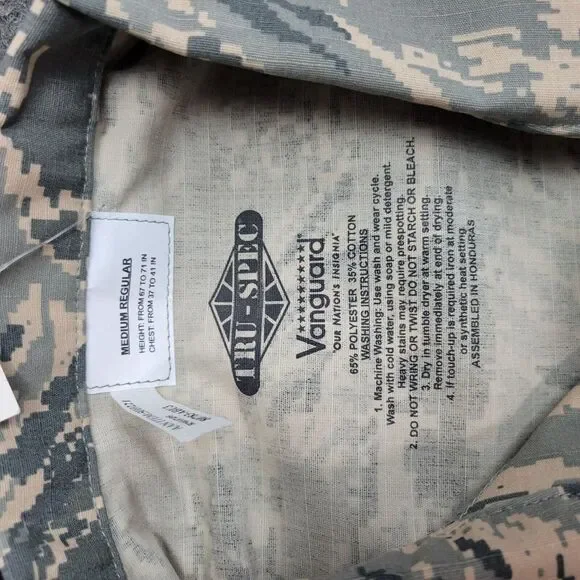 MEDIUM REGULAR
HEIGHT: FROM 67 TO 71 IN
CHEST: FROM 37 TO 41 IN
TRU-SPEC
Vanguard
"OUR NATION'S INSIGNIA"
65% POLYESTER 35% COTTON
WASHING INSTRUCTIONS
1. Machine Washing: Use wash and wear cycle.
Wash with cold water using soap or mild detergent.
Heavy stains may require prespotting.
2. DO NOT WRING OR TWIST DO NOT STARCH OR BLEACH.
3. Dry in tumble dryer at warm setting.
Remove immediately at end of drying.
4. If touch-up is required iron at moderate
or synthetic heat setting.
ASSEMBLED IN HONDURAS